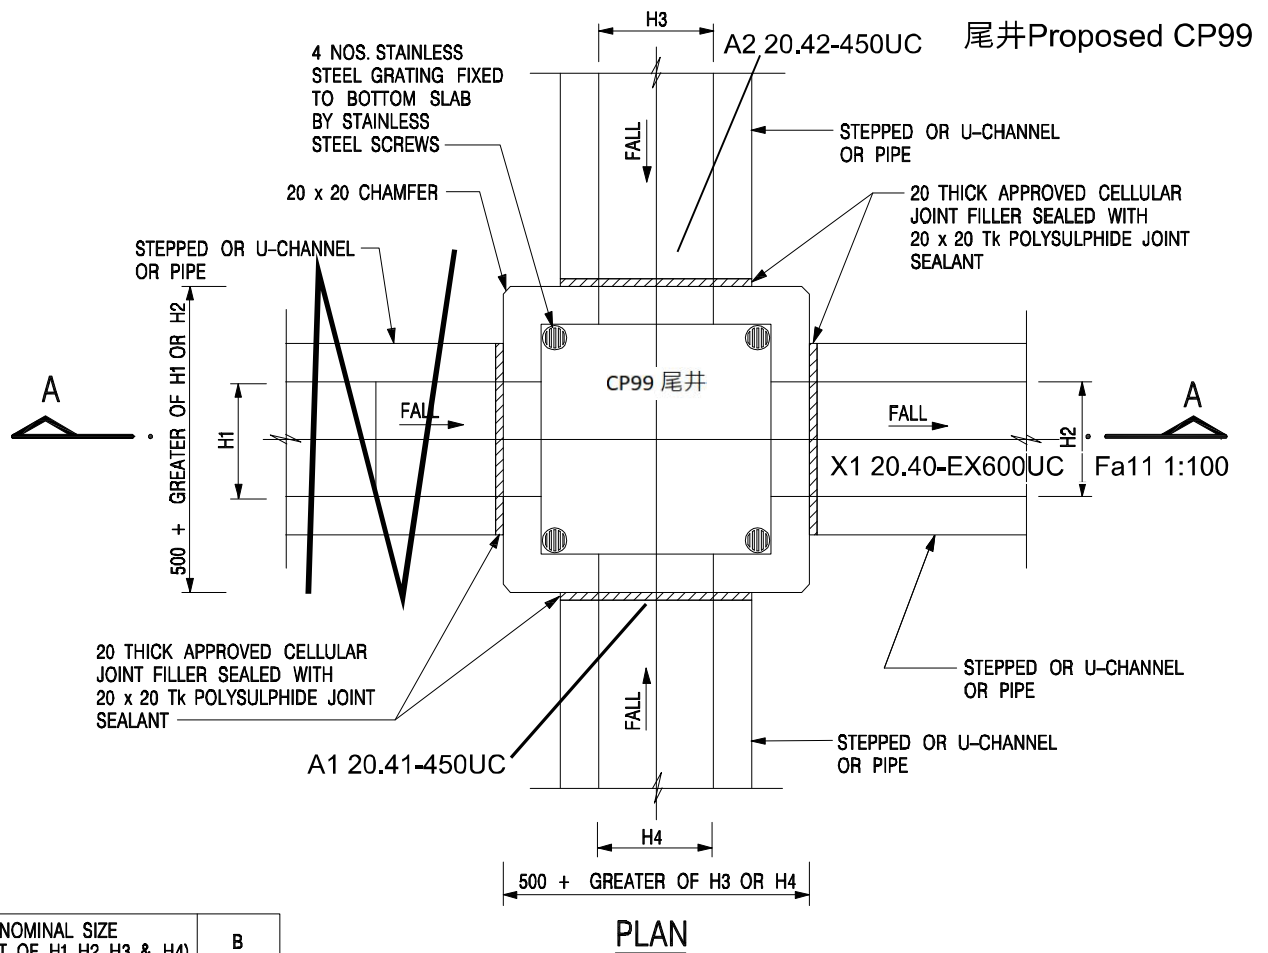 H3
尾井Proposed CP99
A2 20.42-450UC
4 NOS. STAINLESS
STEEL GRATING FIXED
TO BOTTOM SLAB
BY STAINLESS
STEEL SCREWS
FALL
STEPPED OR U-CHANNEL
OR PIPE
20 x 20 CHAMFER
20 THICK APPROVED CELLULAR
JOINT FILLER SEALED WITH
20 x 20 Tk POLYSULPHIDE JOINT
SEALANT
STEPPED OR U-CHANNEL
OR PIPE
500 + GREATER OF H1 OR H2
A
H1
FALL
CP99 尾井
FALL
H2
A
X1 20.40-EX600UC
Fa11 1:100
20 THICK APPROVED CELLULAR
JOINT FILLER SEALED WITH
20 x 20 Tk POLYSULPHIDE JOINT
SEALANT
STEPPED OR U-CHANNEL
OR PIPE
FALL
A1 20.41-450UC
STEPPED OR U-CHANNEL
OR PIPE
H4
500 + GREATER OF H3 OR H4
PLAN
NOMINAL SIZE
T OF H1 H2 H3 & H4)
B